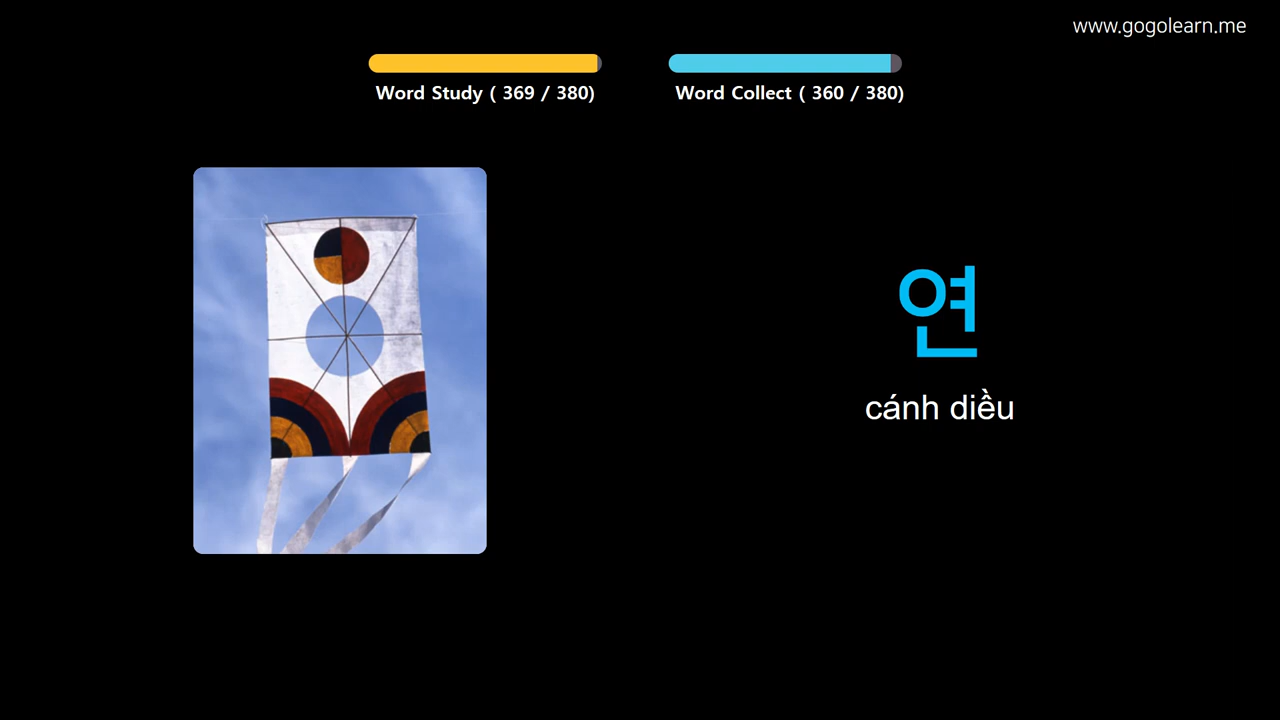 www.gogolearn.me
Word Study ( 369 / 380)
Word Collect ( 360 / 380)
연
cánh diều